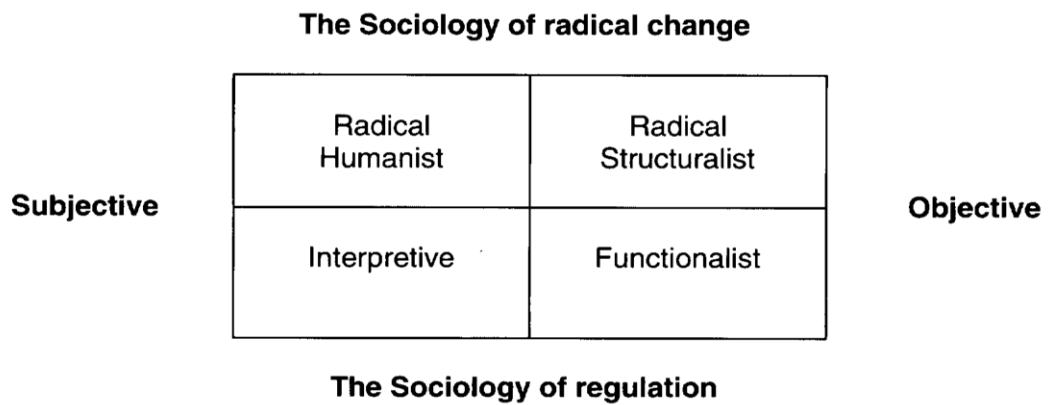 The Sociology of radical change
Radical
Humanist
Radical
Structuralist
Subjective
Objective
Interpretive
Functionalist
The Sociology of regulation